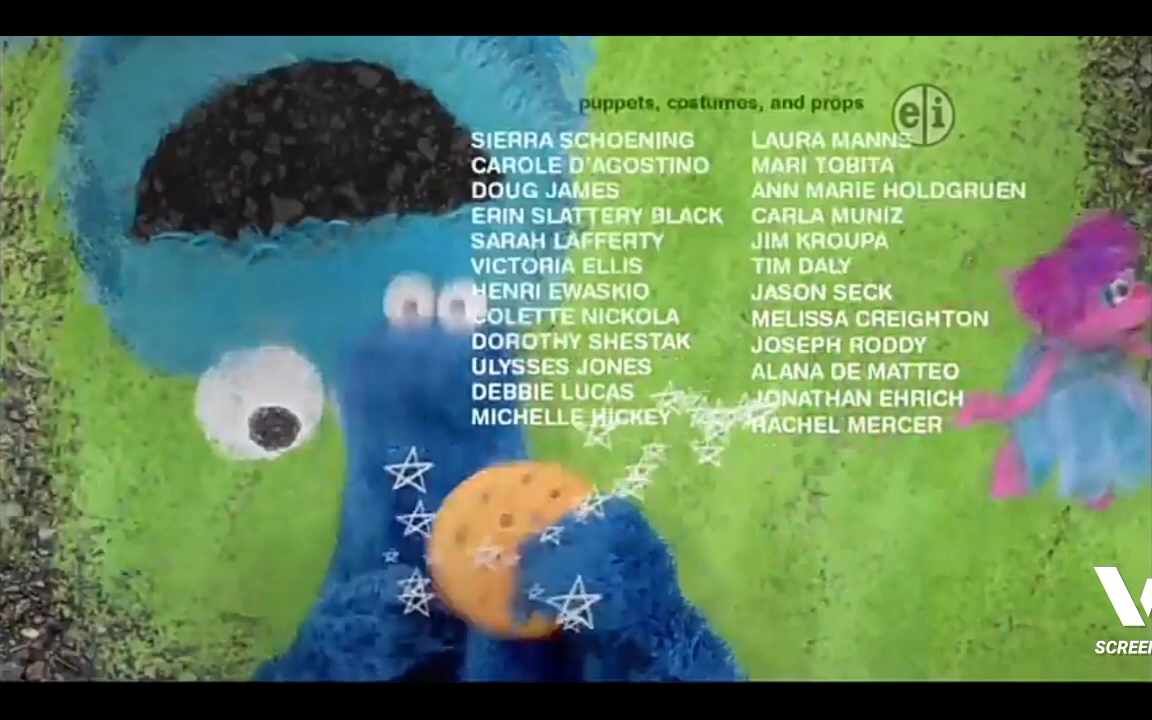 puppets, costumes, and props
e|i
SIERRA SCHOENING
CAROLE D'AGOSTINO
DOUG JAMES
ERIN SLATTERY BLACK
SARAH LAFFERTY
VICTORIA ELLIS
HENRI EWASKIO
COLETTE NICKOLA
DOROTHY SHESTAK
ULYSSES JONES
DEBBIE LUCAS
MICHELLE HICKEY
LAURA MANNS
MARI TOBITA
ANN MARIE HOLDGRUEN
CARLA MUNIZ
JIM KROUPA
TIM DALY
JASON SECK
MELISSA CREIGHTON
JOSEPH RODDY
ALANA DE MATTEO
JONATHAN EHRICH
RACHEL MERCER